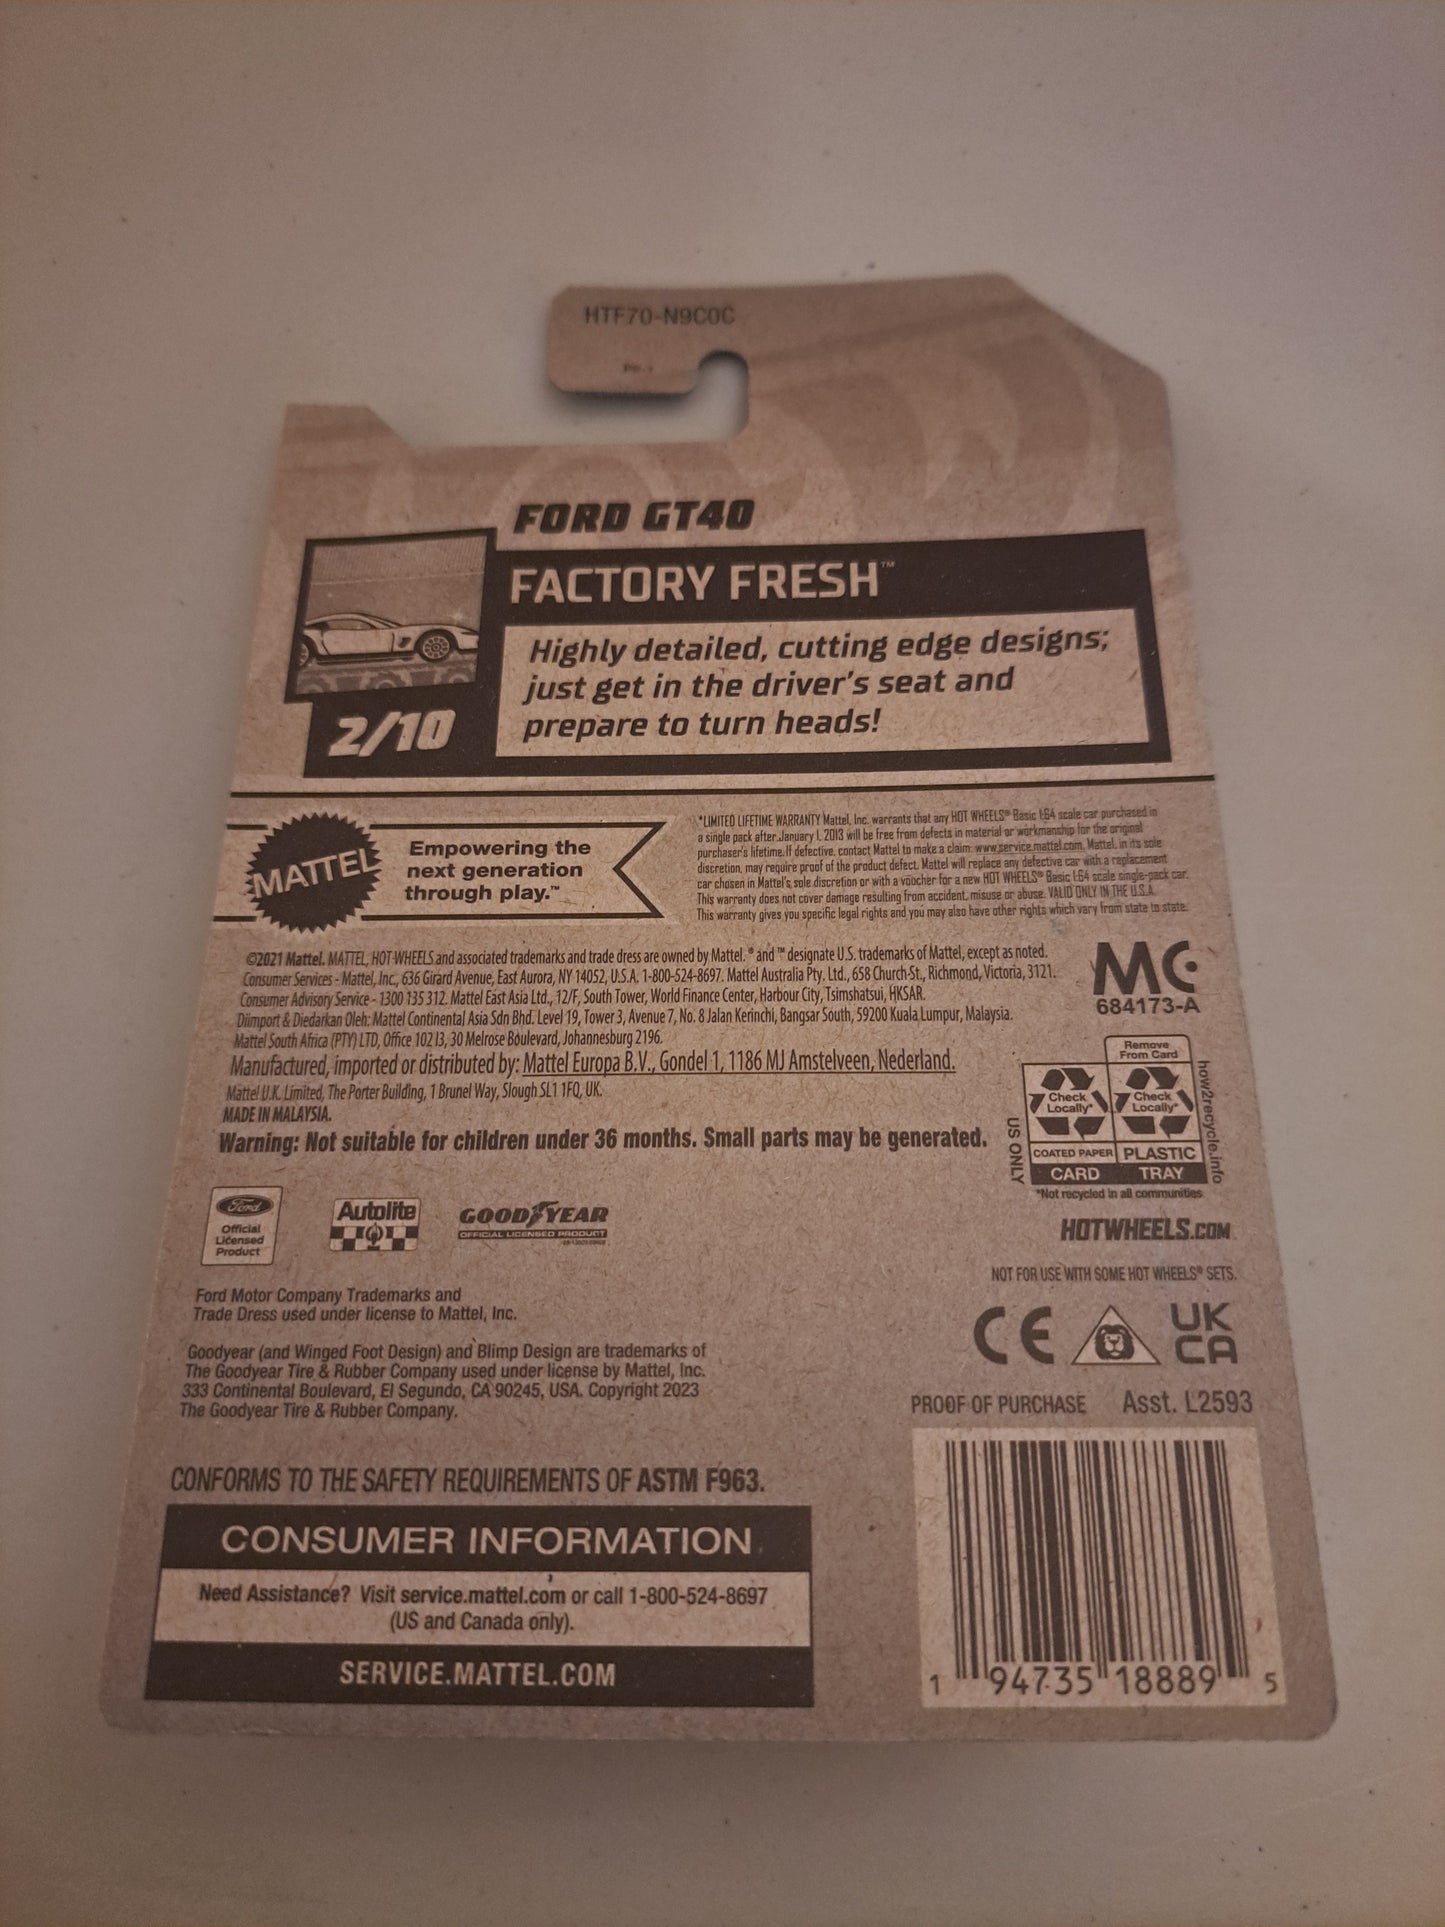 HTF70-N9C0C
FORD GT40
FACTORY FRESH™
Highly detailed, cutting edge designs;
just get in the driver's seat and
prepare to turn heads!
2/10
MATTEL
Empowering the
next generation
through play.™
*LIMITED LIFETIME WARRANTY Mattel, Inc. warrants that any HOT WHEELS® Basic 1:64 scale car purchased in
a single pack after January 1, 2013 will be free from defects in material or workmanship for the original
purchaser's lifetime. If defective, contact Mattel to make a claim: www.service.mattel.com. Mattel, in its sole
discretion, may require proof of the product defect. Mattel will replace any defective car with a replacement
car chosen in Mattel's sole discretion or with a voucher for a new HOT WHEELS® Basic 1:64 scale single-pack car.
This warranty does not cover damage resulting from accident, misuse or abuse. VALID ONLY IN THE U.S.A.
This warranty gives you specific legal rights and you may also have other rights which vary from state to state.
©2021 Mattel. MATTEL, HOT WHEELS and associated trademarks and trade dress are owned by Mattel. ® and ™ designate U.S. trademarks of Mattel, except as noted.
Consumer Services - Mattel, Inc., 636 Girard Avenue, East Aurora, NY 14052, U.S.A. 1-800-524-8697. Mattel Australia Pty. Ltd., 658 Church St., Richmond, Victoria, 3121.
Consumer Advisory Service - 1300 135 312. Mattel East Asia Ltd., 12/F, South Tower, World Finance Center, Harbour City, Tsimshatsui, HKSAR.
Diimport & Diedarkan Oleh: Mattel Continental Asia Sdn Bhd. Level 19, Tower 3, Avenue 7, No. 8 Jalan Kerinchi, Bangsar South, 59200 Kuala Lumpur, Malaysia.
Mattel South Africa (PTY) LTD, Office 102 I3, 30 Melrose Boulevard, Johannesburg 2196.
Manufactured, imported or distributed by: Mattel Europa B.V., Gondel 1, 1186 MJ Amstelveen, Nederland.
Mattel U.K. Limited, The Porter Building, 1 Brunel Way, Slough SL1 1FQ, UK.
MADE IN MALAYSIA.
Warning: Not suitable for children under 36 months. Small parts may be generated.
MC
684173-A
Remove
From Card
Check
Locally*
Check
Locally*
COATED PAPER
PLASTIC
CARD
TRAY
US ONLY
how2recycle.info
*Not recycled in all communities
HOTWHEELS.COM
NOT FOR USE WITH SOME HOT WHEELS® SETS.
Ford
Official
Licensed
Product
Autolite
GOODYEAR
OFFICIAL LICENSED PRODUCT
Ford Motor Company Trademarks and
Trade Dress used under license to Mattel, Inc.
Goodyear (and Winged Foot Design) and Blimp Design are trademarks of
The Goodyear Tire & Rubber Company used under license by Mattel, Inc.
333 Continental Boulevard, El Segundo, CA 90245, USA. Copyright 2023
The Goodyear Tire & Rubber Company.
CE
UK
CA
PROOF OF PURCHASE Asst. L2593
CONFORMS TO THE SAFETY REQUIREMENTS OF ASTM F963.
CONSUMER INFORMATION
Need Assistance? Visit service.mattel.com or call 1-800-524-8697
(US and Canada only).
SERVICE.MATTEL.COM
1 94735 18889 5